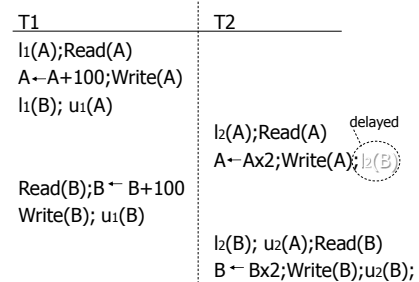 T1 T2
l1(A);Read(A)
A←A+100;Write(A)
l1(B); u1(A)
delayed
l2(A);Read(A)
A←Ax2;Write(A);l2(B)
Read(B);B ← B+100
Write(B); u1(B)
l2(B); u2(A);Read(B)
B ← Bx2;Write(B);u2(B);